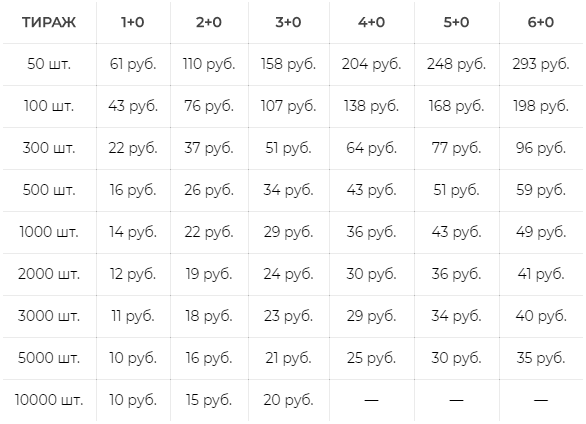 ТИРАЖ 1+0 2+0 3+0 4+0 5+0 6+0
50 шт. 61 руб. 110 руб. 158 руб. 204 руб. 248 руб. 293 руб.
100 шт. 43 руб. 76 руб. 107 руб. 138 руб. 168 руб. 198 руб.
300 шт. 22 руб. 37 руб. 51 руб. 64 руб. 77 руб. 96 руб.
500 шт. 16 руб. 26 руб. 34 руб. 43 руб. 51 руб. 59 руб.
1000 шт. 14 руб. 22 руб. 29 руб. 36 руб. 43 руб. 49 руб.
2000 шт. 12 руб. 19 руб. 24 руб. 30 руб. 36 руб. 41 руб.
3000 шт. 11 руб. 18 руб. 23 руб. 29 руб. 34 руб. 40 руб.
5000 шт. 10 руб. 16 руб. 21 руб. 25 руб. 30 руб. 35 руб.
10000 шт. 10 руб. 15 руб. 20 руб. — — —